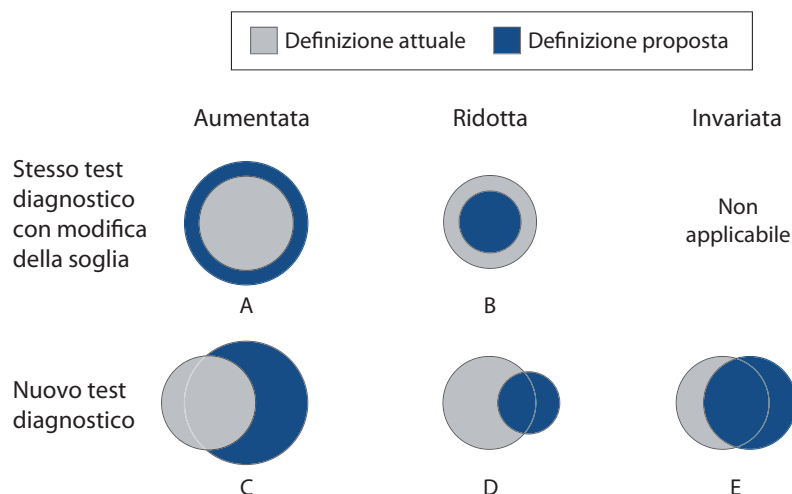 Definizione attuale Definizione proposta
Aumentata Ridotta Invariata
Stesso test
diagnostico
con modifica
della soglia
Non
applicabile
A B
Nuovo test
diagnostico
C D E